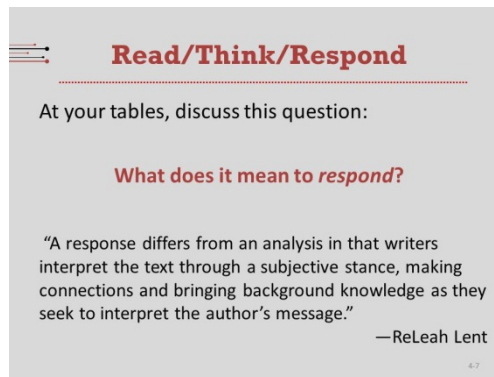 Read/Think/Respond
At your tables, discuss this question:
What does it mean to respond?
“A response differs from an analysis in that writers
interpret the text through a subjective stance, making
connections and bringing background knowledge as they
seek to interpret the author’s message.”
—ReLeah Lent
6-7